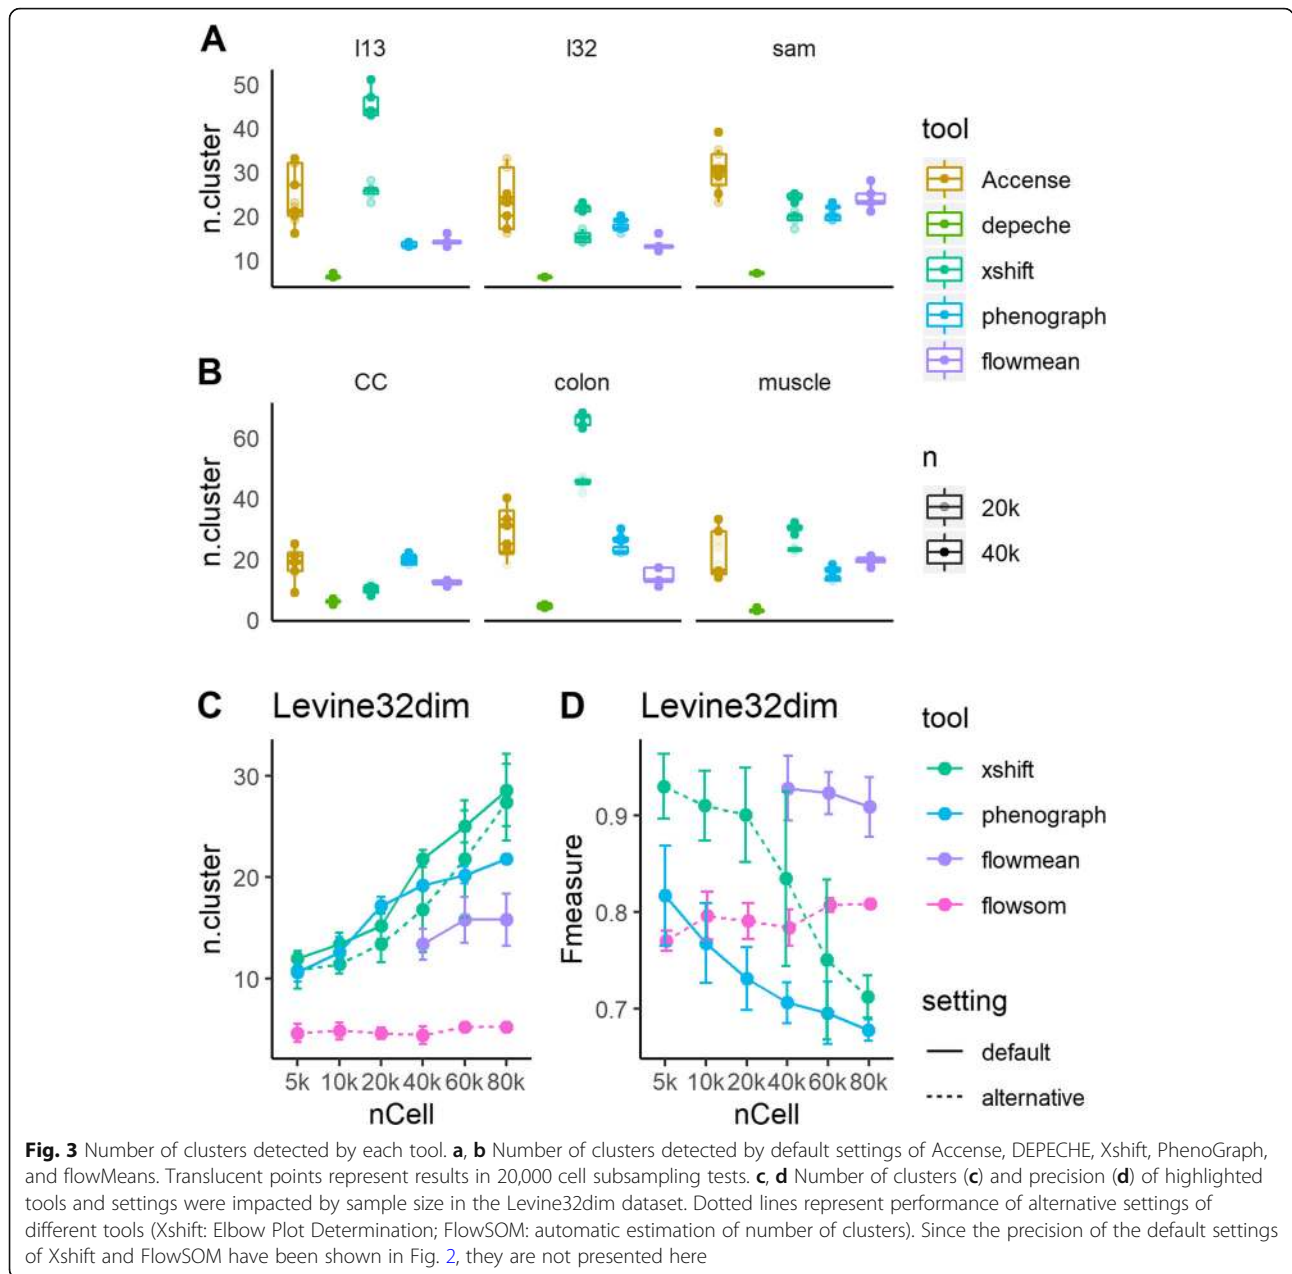 A
l13
l32
sam
n.cluster
50
40
30
20
10
tool
Accense
depeche
xshift
phenograph
flowmean
B
CC
colon
muscle
n.cluster
60
40
20
0
n
20k
40k
C
Levine32dim
n.cluster
30
20
10
5k 10k 20k 40k 60k 80k
nCell
D
Levine32dim
Fmeasure
0.9
0.8
0.7
5k 10k 20k 40k 60k 80k
nCell
tool
xshift
phenograph
flowmean
flowsom
setting
default
alternative
Fig. 3 Number of clusters detected by each tool. a, b Number of clusters detected by default settings of Accense, DEPECHE, Xshift, PhenoGraph,
and flowMeans. Translucent points represent results in 20,000 cell subsampling tests. c, d Number of clusters (c) and precision (d) of highlighted
tools and settings were impacted by sample size in the Levine32dim dataset. Dotted lines represent performance of alternative settings of
different tools (Xshift: Elbow Plot Determination; FlowSOM: automatic estimation of number of clusters). Since the precision of the default settings
of Xshift and FlowSOM have been shown in Fig. 2, they are not presented here